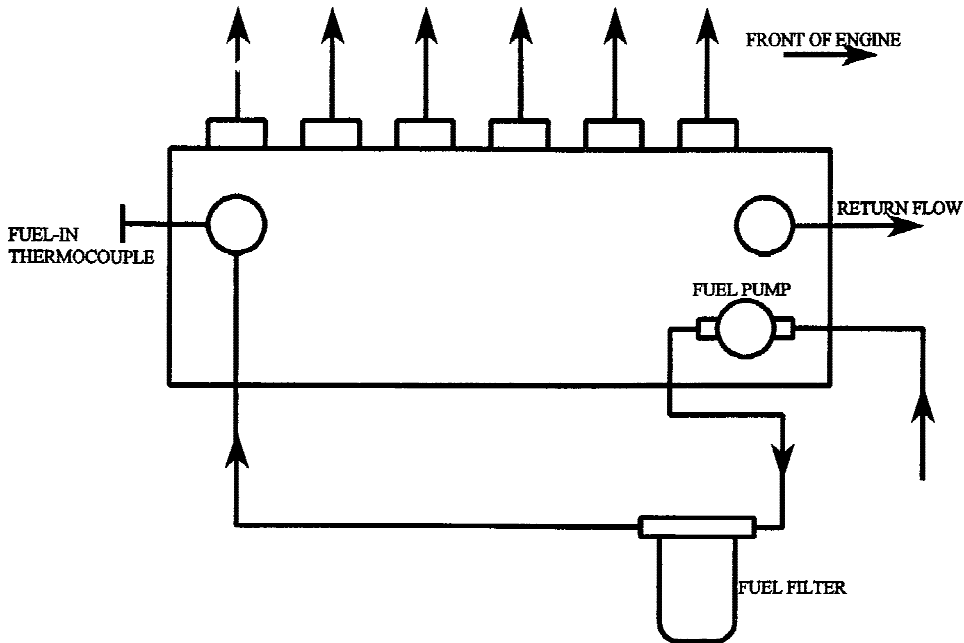 FRONT OF ENGINE
RETURN FLOW
FUEL-IN
THERMOCOUPLE
FUEL PUMP
FUEL FILTER